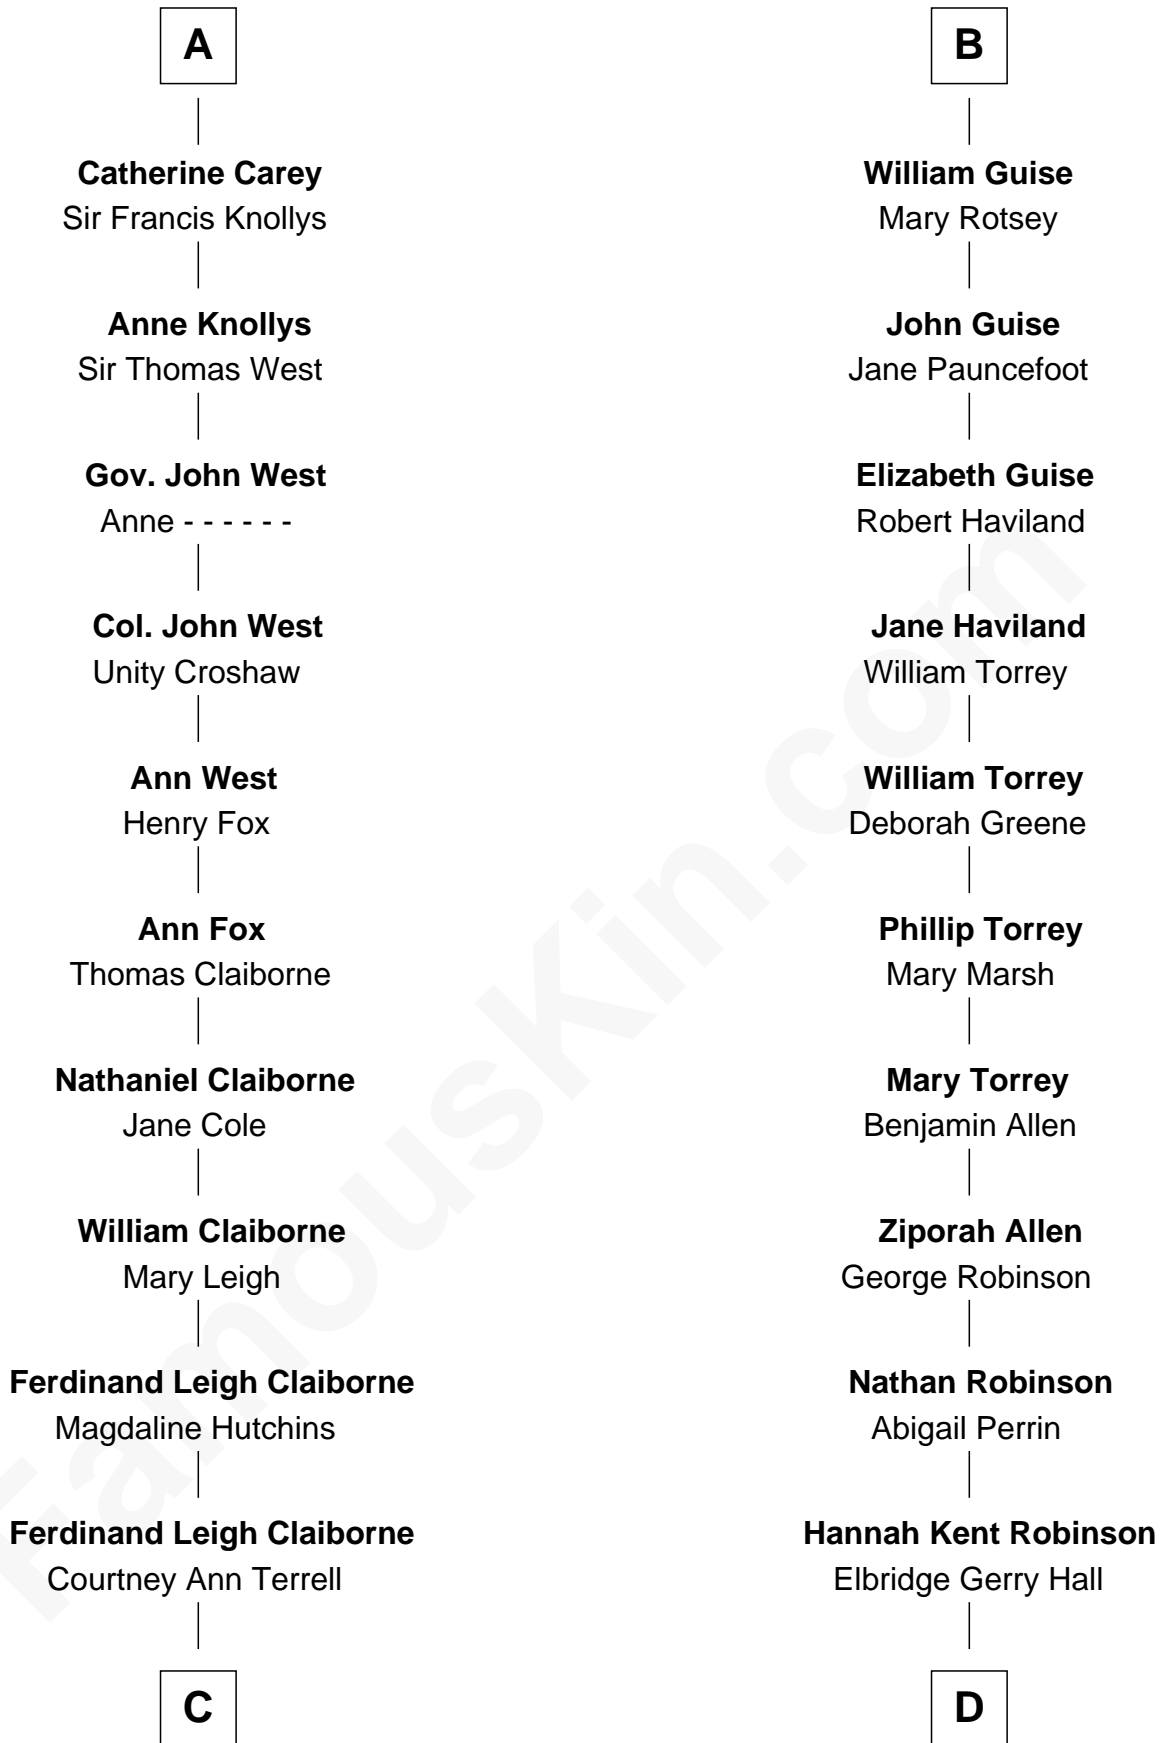 A
Catherine Carey
Sir Francis Knollys
Anne Knollys
Sir Thomas West
Gov. John West
Anne - - - - - -
Col. John West
Unity Croshaw
Ann West
Henry Fox
Ann Fox
Thomas Claiborne
Nathaniel Claiborne
Jane Cole
William Claiborne
Mary Leigh
Ferdinand Leigh Claiborne
Magdaline Hutchins
Ferdinand Leigh Claiborne
Courtney Ann Terrell
C
B
William Guise
Mary Rotsey
John Guise
Jane Pauncefoot
Elizabeth Guise
Robert Haviland
Jane Haviland
William Torrey
William Torrey
Deborah Greene
Phillip Torrey
Mary Marsh
Mary Torrey
Benjamin Allen
Ziporah Allen
George Robinson
Nathan Robinson
Abigail Perrin
Hannah Kent Robinson
Elbridge Gerry Hall
D
FamousKin.com